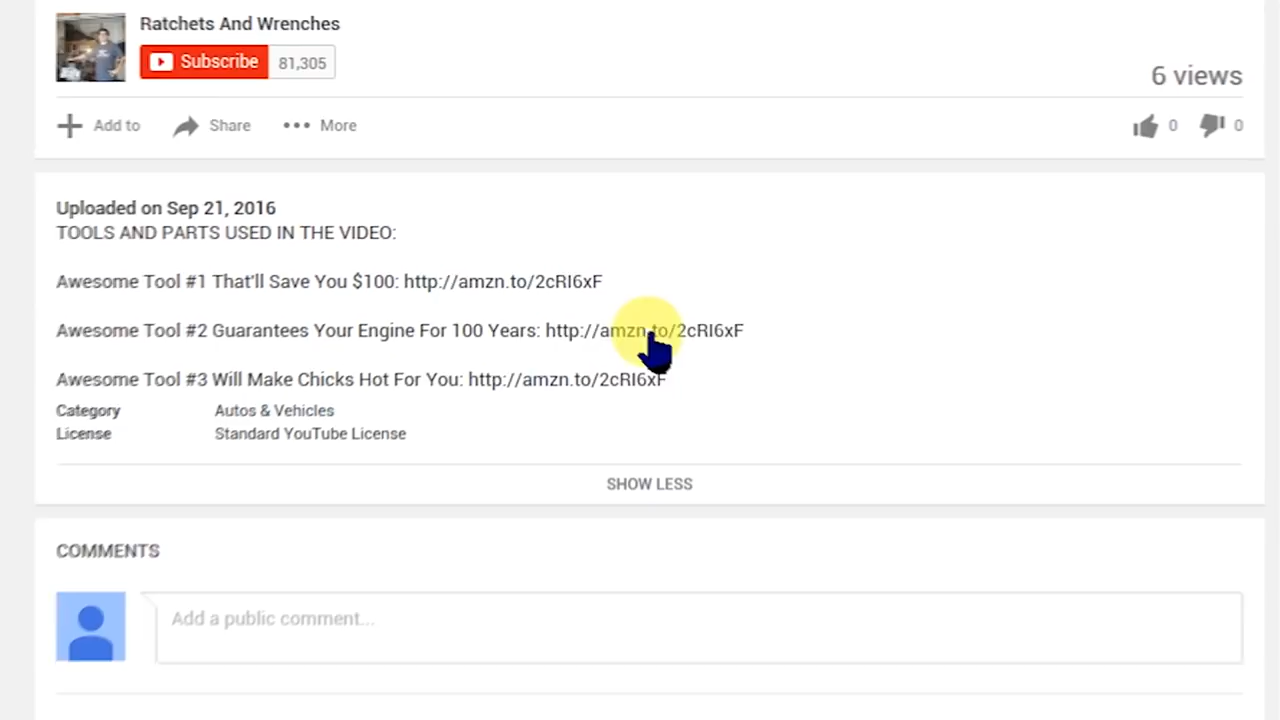 Ratchets And Wrenches
Subscribe 81,305
6 views
Add to Share More 0 0
Uploaded on Sep 21, 2016
TOOLS AND PARTS USED IN THE VIDEO:
Awesome Tool #1 That'll Save You $100: http://amzn.to/2cRI6xF
Awesome Tool #2 Guarantees Your Engine For 100 Years: http://amzn.to/2cRI6xF
Awesome Tool #3 Will Make Chicks Hot For You: http://amzn.to/2cRI6xF
Category Autos & Vehicles
License Standard YouTube License
SHOW LESS
COMMENTS
Add a public comment...